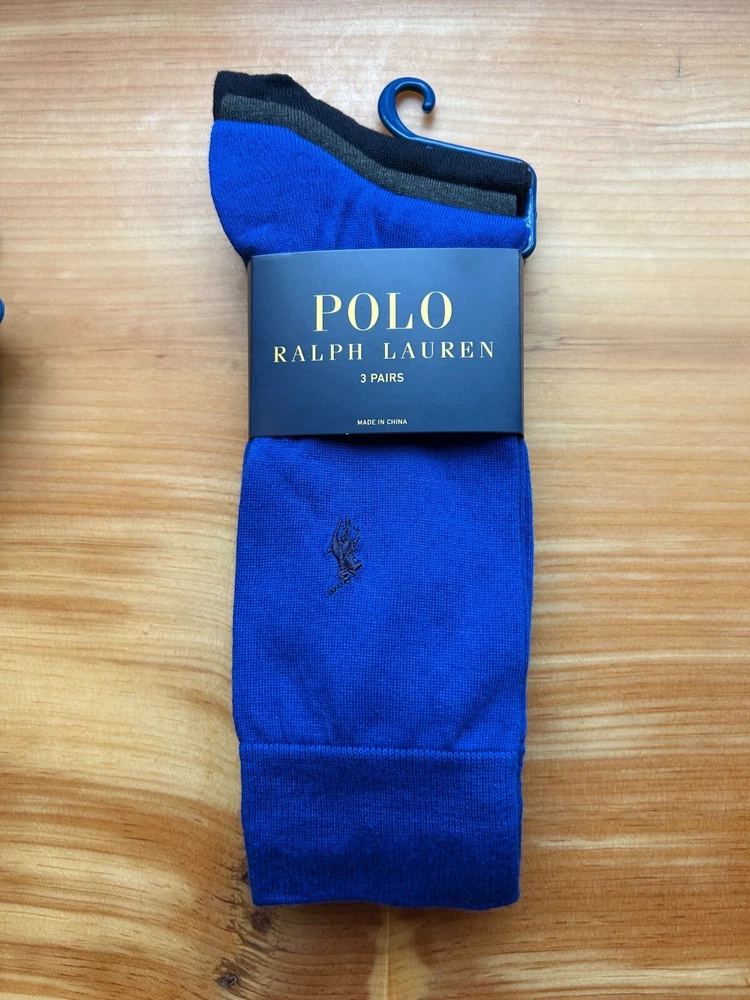 POLO
RALPH LAUREN
3 PAIRS
MADE IN CHINA